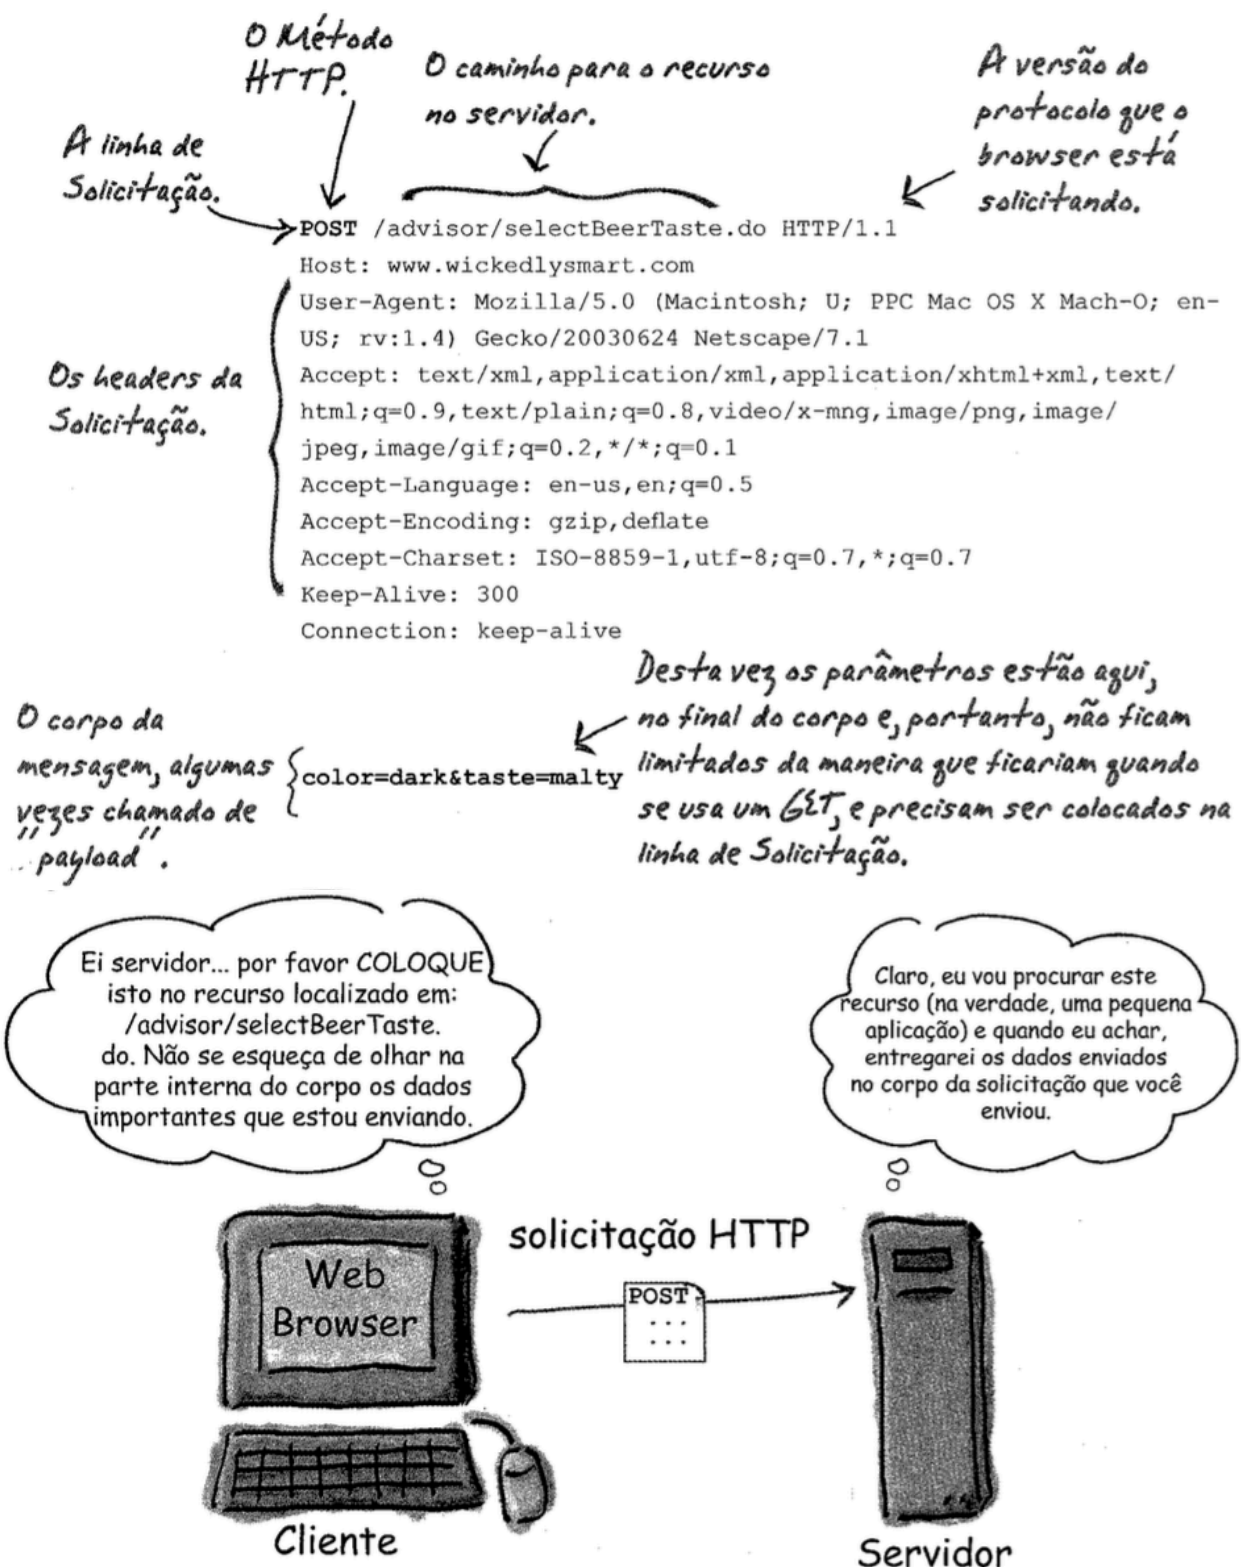 O Método
HTTP.
O caminho para o recurso
no servidor.
A versão do
protocolo que o
browser está
solicitando.
A linha de
Solicitação.
POST /advisor/selectBeerTaste.do HTTP/1.1
Host: www.wickedlysmart.com
User-Agent: Mozilla/5.0 (Macintosh; U; PPC Mac OS X Mach-O; en-
US; rv:1.4) Gecko/20030624 Netscape/7.1
Accept: text/xml,application/xml,application/xhtml+xml,text/
html;q=0.9,text/plain;q=0.8,video/x-mng,image/png,image/
jpeg,image/gif;q=0.2,*/*;q=0.1
Accept-Language: en-us,en;q=0.5
Accept-Encoding: gzip,deflate
Accept-Charset: ISO-8859-1,utf-8;q=0.7,*;q=0.7
Keep-Alive: 300
Connection: keep-alive
Os headers da
Solicitação.
O corpo da
mensagem, algumas
vezes chamado de
"payload".
color=dark&taste=malty
Desta vez os parâmetros estão aqui,
no final do corpo e, portanto, não ficam
limitados da maneira que ficariam quando
se usa um GET, e precisam ser colocados na
linha de Solicitação.
Ei servidor... por favor COLOQUE
isto no recurso localizado em:
/advisor/selectBeerTaste.
do. Não se esqueça de olhar na
parte interna do corpo os dados
importantes que estou enviando.
Claro, eu vou procurar este
recurso (na verdade, uma pequena
aplicação) e quando eu achar,
entregarei os dados enviados
no corpo da solicitação que você
enviou.
solicitação HTTP
Web
Browser
POST
...
...
Cliente
Servidor